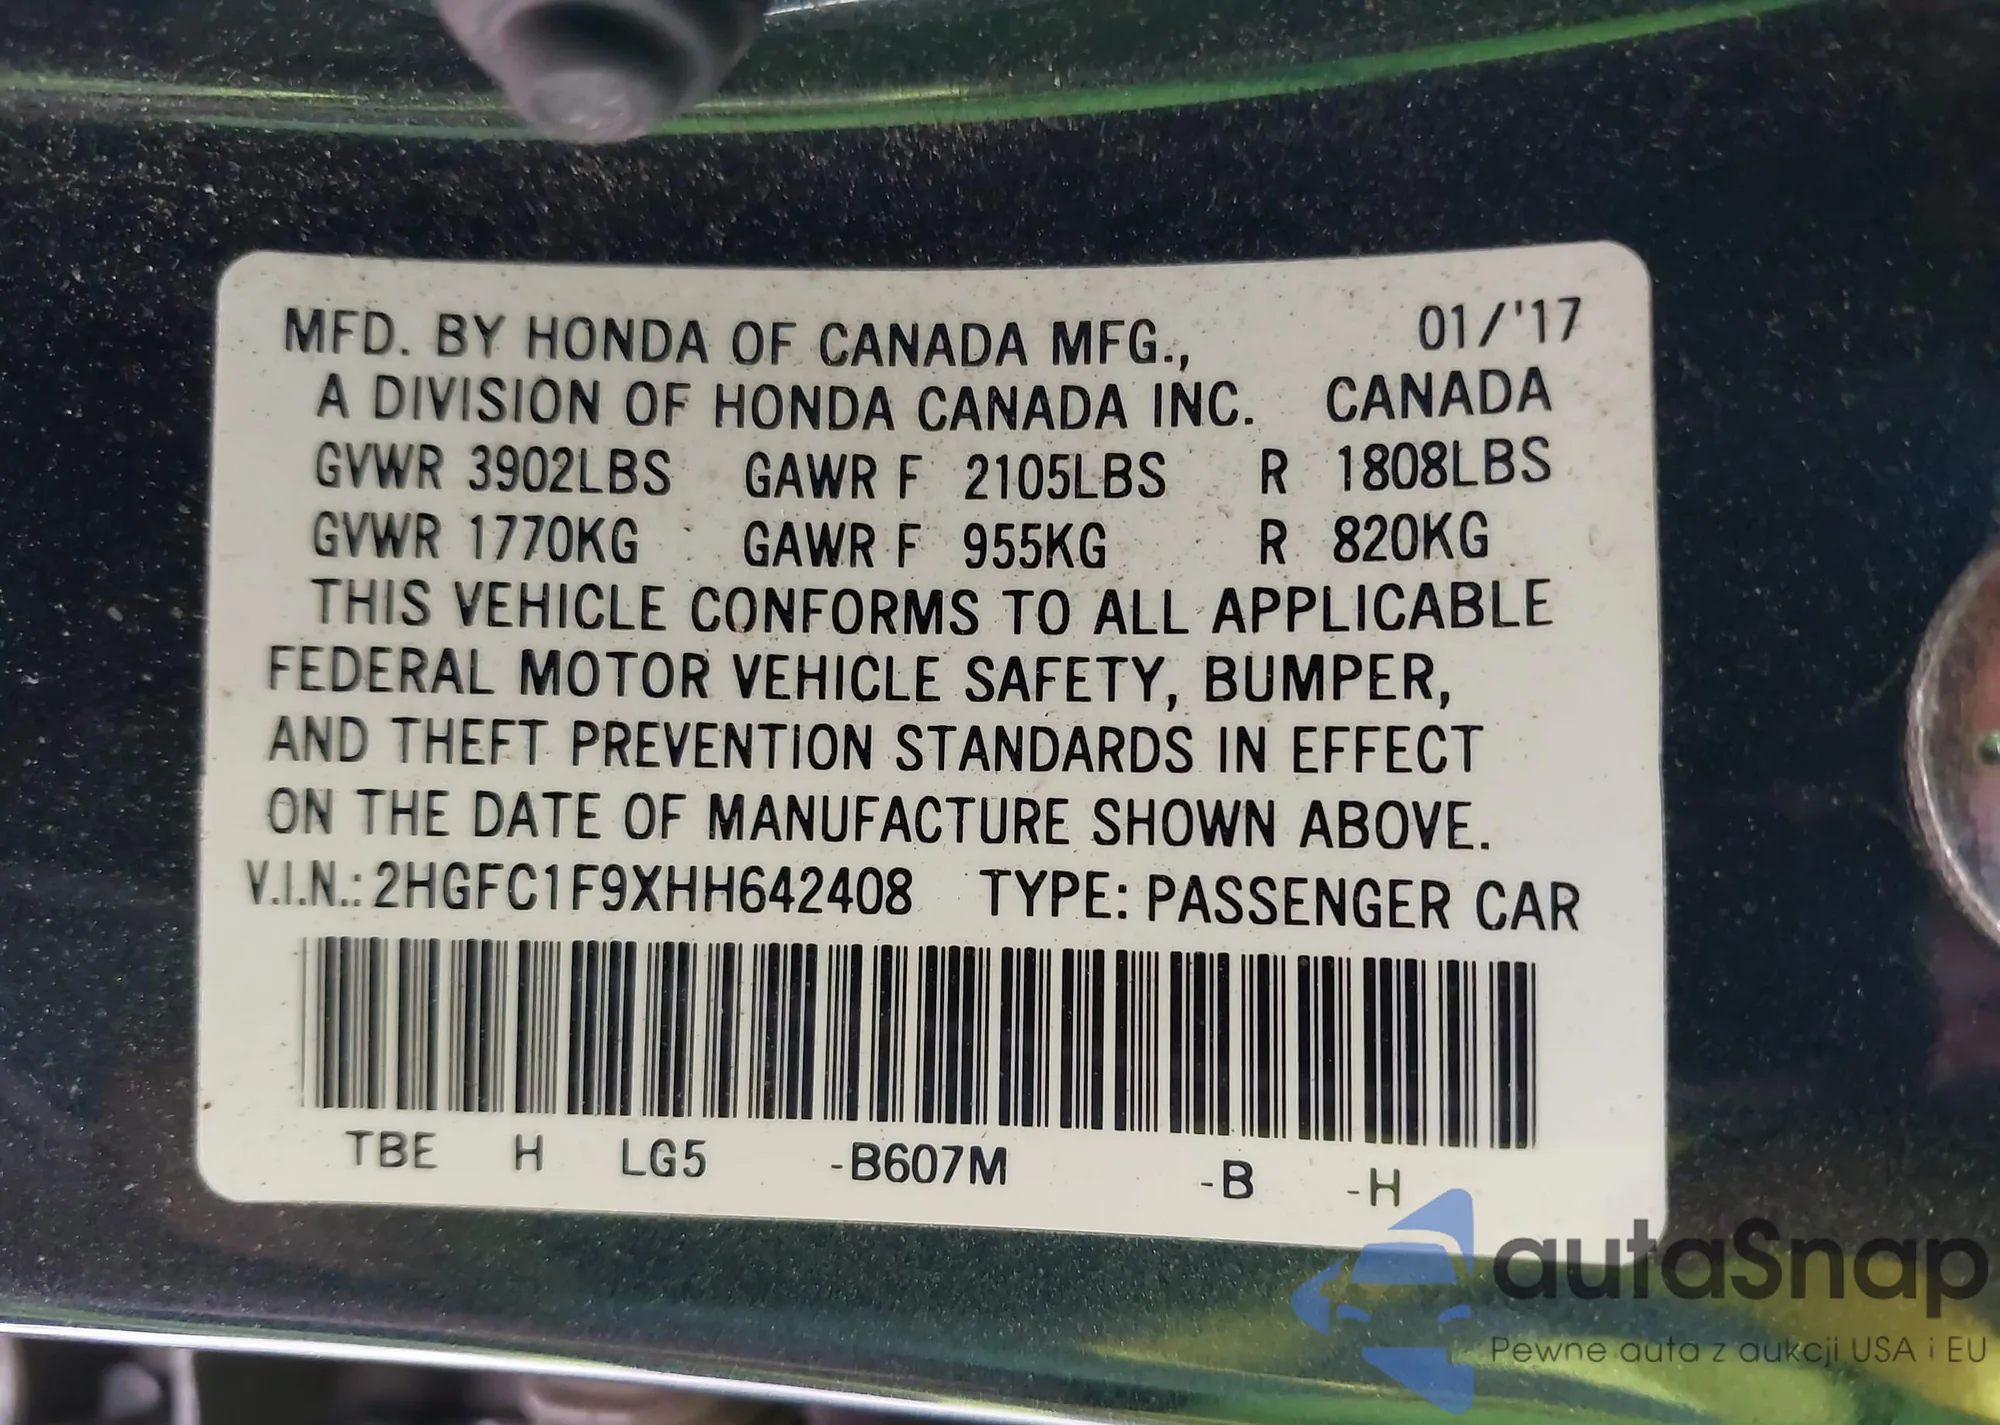 MFD. BY HONDA OF CANADA MFG., 01/'17
A DIVISION OF HONDA CANADA INC. CANADA
GVWR 3902LBS GAWR F 2105LBS R 1808LBS
GVWR 1770KG GAWR F 955KG R 820KG
THIS VEHICLE CONFORMS TO ALL APPLICABLE
FEDERAL MOTOR VEHICLE SAFETY, BUMPER,
AND THEFT PREVENTION STANDARDS IN EFFECT
ON THE DATE OF MANUFACTURE SHOWN ABOVE.
V.I.N.: 2HGFC1F9XHH642408 TYPE: PASSENGER CAR
TBE H LG5 -B607M -B -H
autaSnap
Pewne auta z aukcji USA i EU